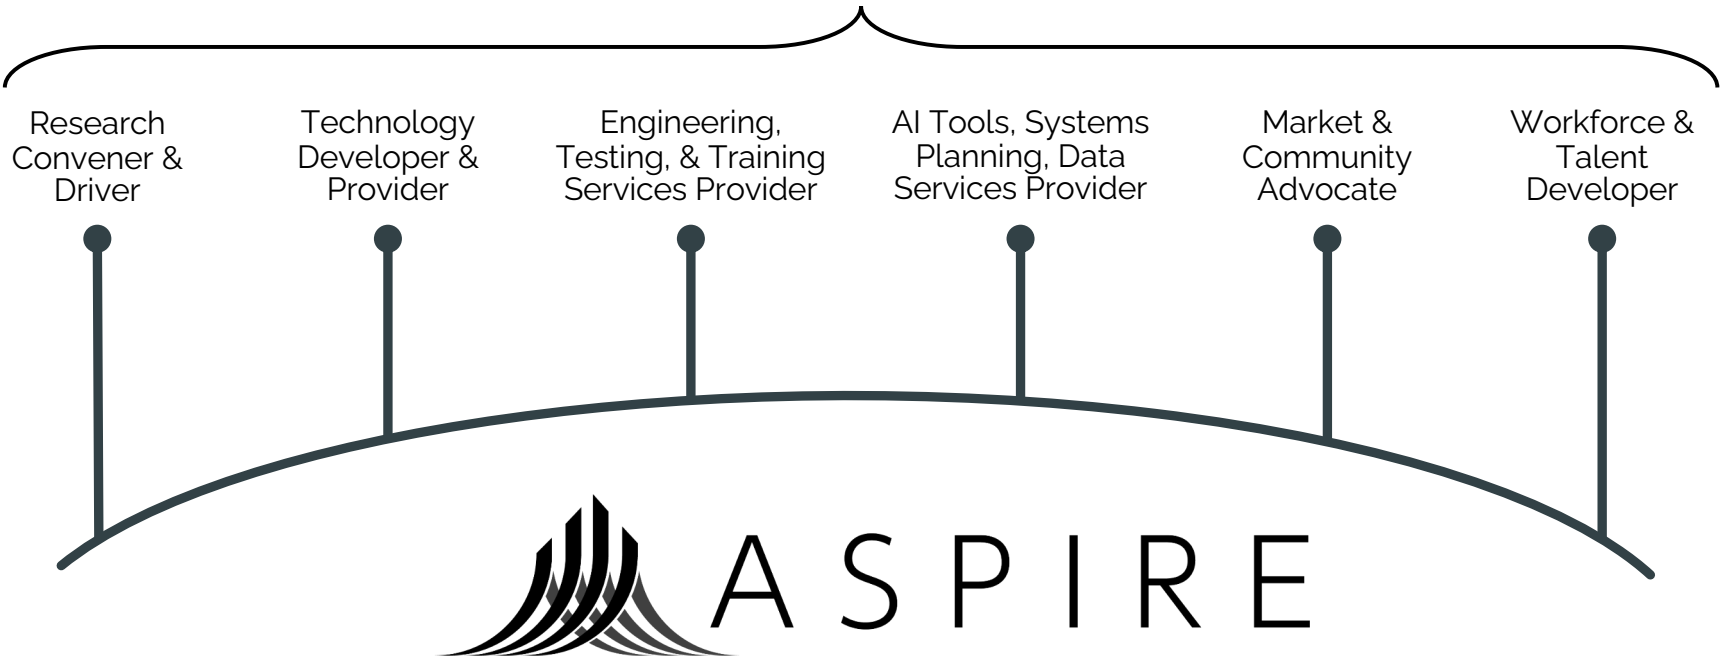 Research
Convener &
Driver
Technology
Developer &
Provider
Engineering,
Testing, & Training
Services Provider
AI Tools, Systems
Planning, Data
Services Provider
Market &
Community
Advocate
Workforce &
Talent
Developer
ASPIRE